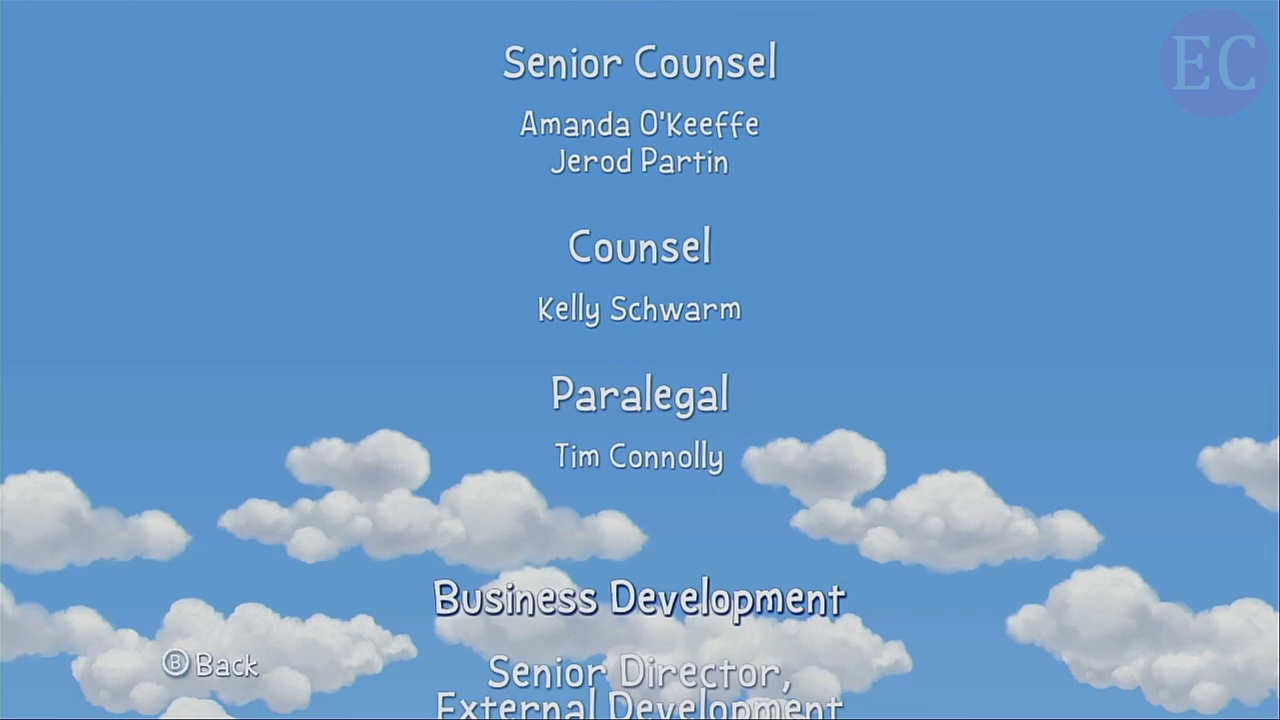 EC
Senior Counsel
Amanda O'Keeffe
Jerod Partin
Counsel
Kelly Schwarm
Paralegal
Tim Connolly
Business Development
B Back
Senior Director,
External Development